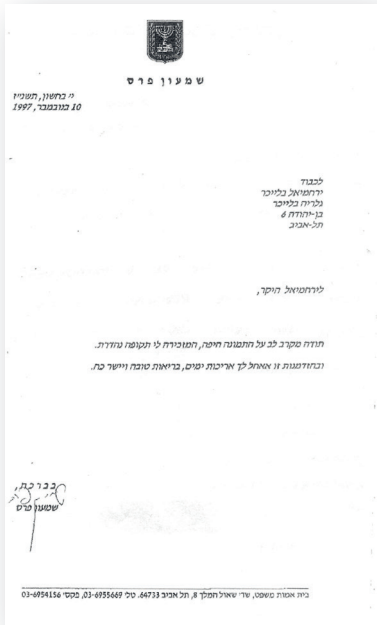 שמעון פרס
י' בחשון, תשנ"ח
10 בנובמבר, 1997
לכבוד
ירחמיאל בלייכר
גלריה בלייכר
בן-יהודה 6
תל-אביב
לירחמיאל היקר,
תודה מקרב לב על התמונה היפה, המזכירה לי תקופה נהדרת.
ובהזדמנות זו אאחל לך אריכות ימים, בריאות טובה ויישר כח.
בברכה,
שמעון פרס
בית אמות משפט, שד' שאול המלך 8, תל אביב 64733. טל' 03-6955669, פקס' 03-6954156